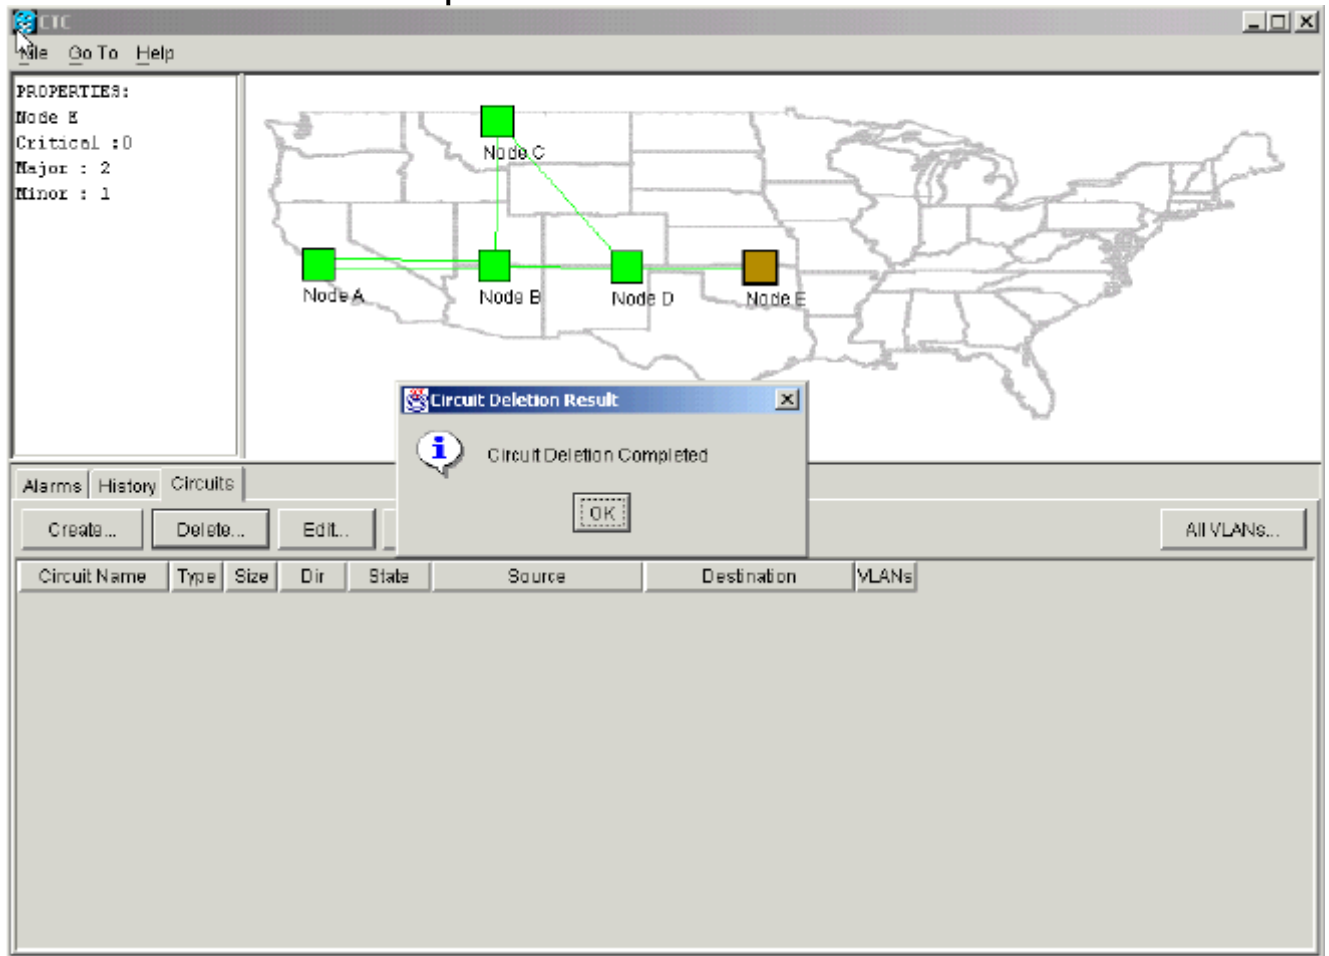 CTC
File Go To Help
PROPERTIES:
Node E
Critical :0
Major : 2
Minor : 1
Node C
Node A
Node B
Node D
Node E
Circuit Deletion Result
Circuit Deletion Completed
OK
Alarms History Circuits
Create... Delete... Edit... All VLANs...
Circuit Name Type Size Dir State Source Destination VLANs